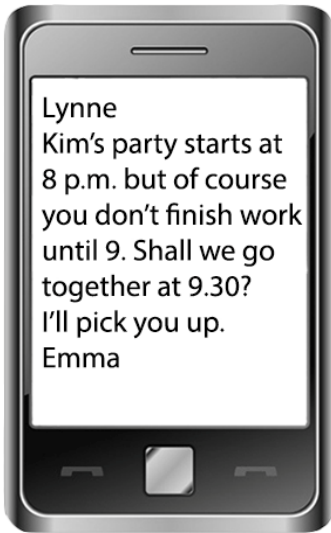 Lynne
Kim's party starts at
8 p.m. but of course
you don't finish work
until 9. Shall we go
together at 9.30?
I'll pick you up.
Emma